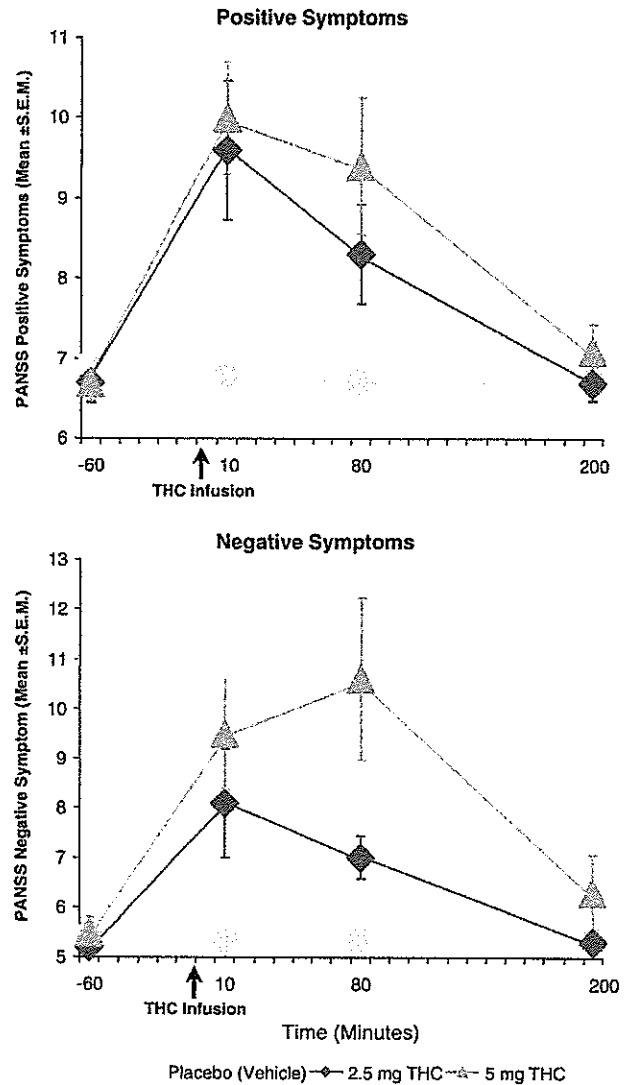 Positive Symptoms
PANSS Positive Symptoms (Mean ±S.E.M.)
11
10
9
8
7
6
-60
10
80
200
THC Infusion
Negative Symptoms
PANSS Negative Symptom (Mean ±S.E.M.)
13
12
11
10
9
8
7
6
5
-60
10
80
200
THC Infusion
Time (Minutes)
Placebo (Vehicle) 2.5 mg THC 5 mg THC